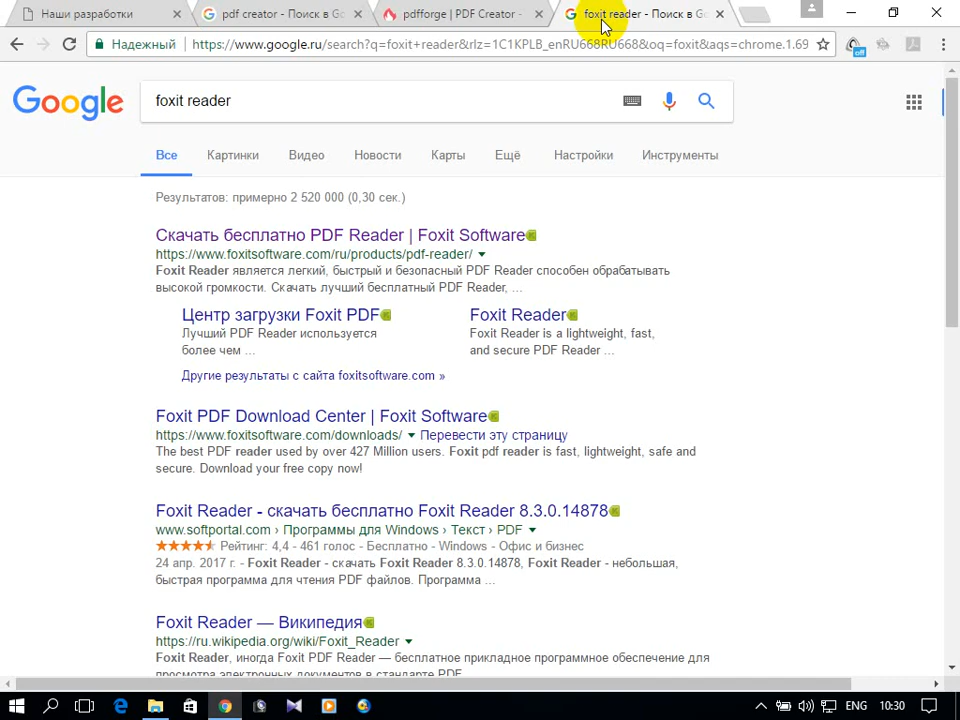 Наши разработки
pdf creator - Поиск в G
pdfforge | PDF Creator -
foxit reader - Поиск в Go
Надежный
https://www.google.ru/search?q=foxit+reader&rlz=1C1KPLB_enRU668RU668&oq=foxit&aqs=chrome.1.69
off
Google
foxit reader
Все Картинки Видео Новости Карты Ещё Настройки Инструменты
Результатов: примерно 2 520 000 (0,30 сек.)
Скачать бесплатно PDF Reader | Foxit Software
https://www.foxitsoftware.com/ru/products/pdf-reader/
Foxit Reader является легкий, быстрый и безопасный PDF Reader способен обрабатывать
высокой громкости. Скачать лучший бесплатный PDF Reader, ...
Центр загрузки Foxit PDF
Лучший PDF Reader используется
более чем ...
Foxit Reader
Foxit Reader is a lightweight, fast,
and secure PDF Reader ...
Другие результаты с сайта foxitsoftware.com »
Foxit PDF Download Center | Foxit Software
https://www.foxitsoftware.com/downloads/ Перевести эту страницу
The best PDF reader used by over 427 Million users. Foxit pdf reader is fast, lightweight, safe and
secure. Download your free copy now!
Foxit Reader - скачать бесплатно Foxit Reader 8.3.0.14878
www.softportal.com › Программы для Windows › Текст › PDF
Рейтинг: 4,4 - 461 голос - Бесплатно - Windows - Офис и бизнес
24 апр. 2017 г. - Foxit Reader - скачать Foxit Reader 8.3.0.14878, Foxit Reader - небольшая,
быстрая программа для чтения PDF файлов. Программа ...
Foxit Reader — Википедия
https://ru.wikipedia.org/wiki/Foxit_Reader
Foxit Reader, иногда Foxit PDF Reader — бесплатное прикладное программное обеспечение для
просмотра электронных документов в стандарте PDF.
ENG 10:30